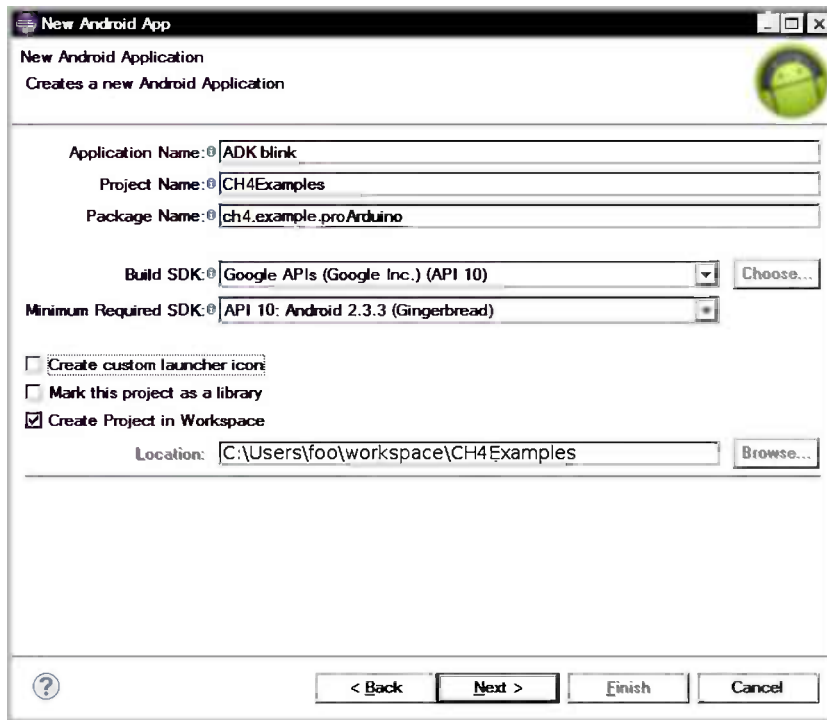 New Android App
New Android Application
Creates a new Android Application
Application Name: ADK blink
Project Name: CH4Examples
Package Name: ch4.example.proArduino
Build SDK: Google APIs (Google Inc.) (API 10) Choose...
Minimum Required SDK: API 10: Android 2.3.3 (Gingerbread)
Create custom launcher icon
Mark this project as a library
Create Project in Workspace
Location: C:\Users\foo\workspace\CH4Examples Browse...
? < Back Next > Finish Cancel